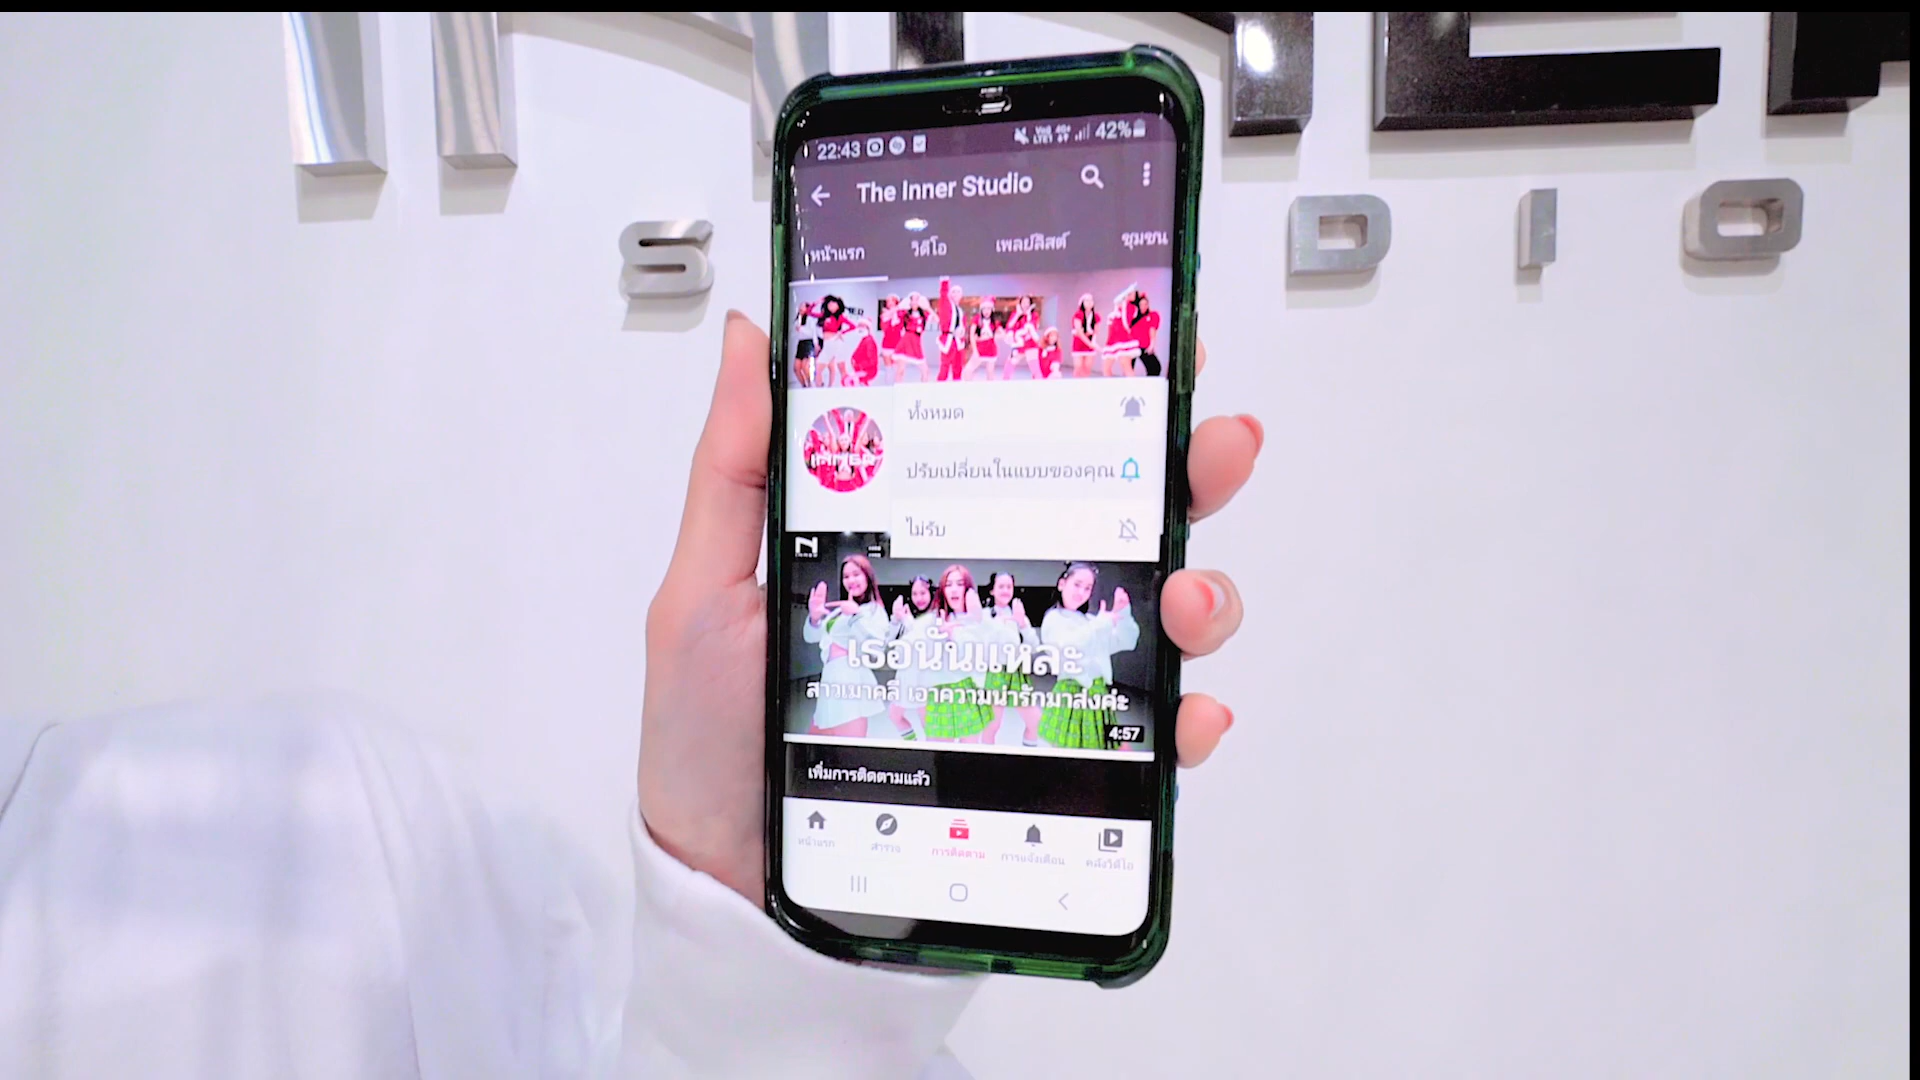 INNER
S DIO
22:43 42%
The Inner Studio
หน้าแรก วิดีโอ เพลย์ลิสต์ ชุมชน
ทั้งหมด
ปรับเปลี่ยนในแบบของคุณ
ไม่รับ
เธอนั่นแหละ
สาวเมาคลี เอาความน่ารักมาส่งค่ะ
4:57
เพิ่มการติดตามแล้ว
หน้าแรก สำรวจ การติดตาม การแจ้งเตือน คลังวิดีโอ